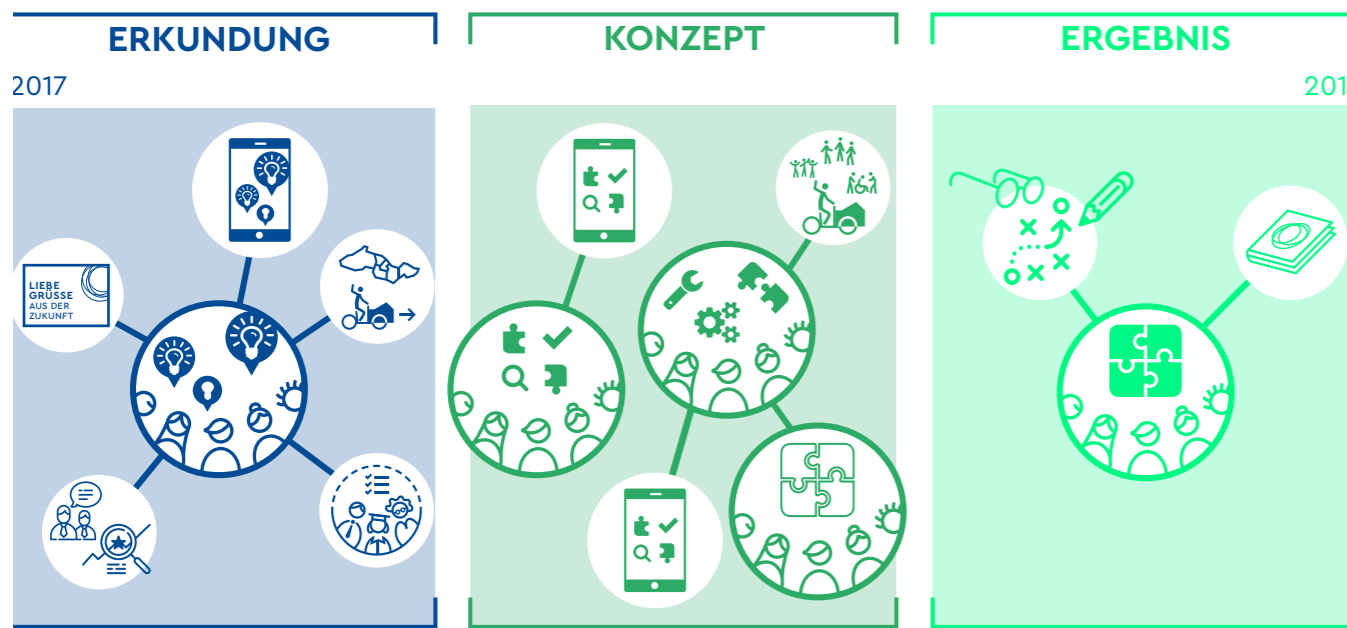 ERKUNDUNG
KONZEPT
ERGEBNIS
2017
201
LIEBE
GRÜSSE
AUS DER
ZUKUNFT